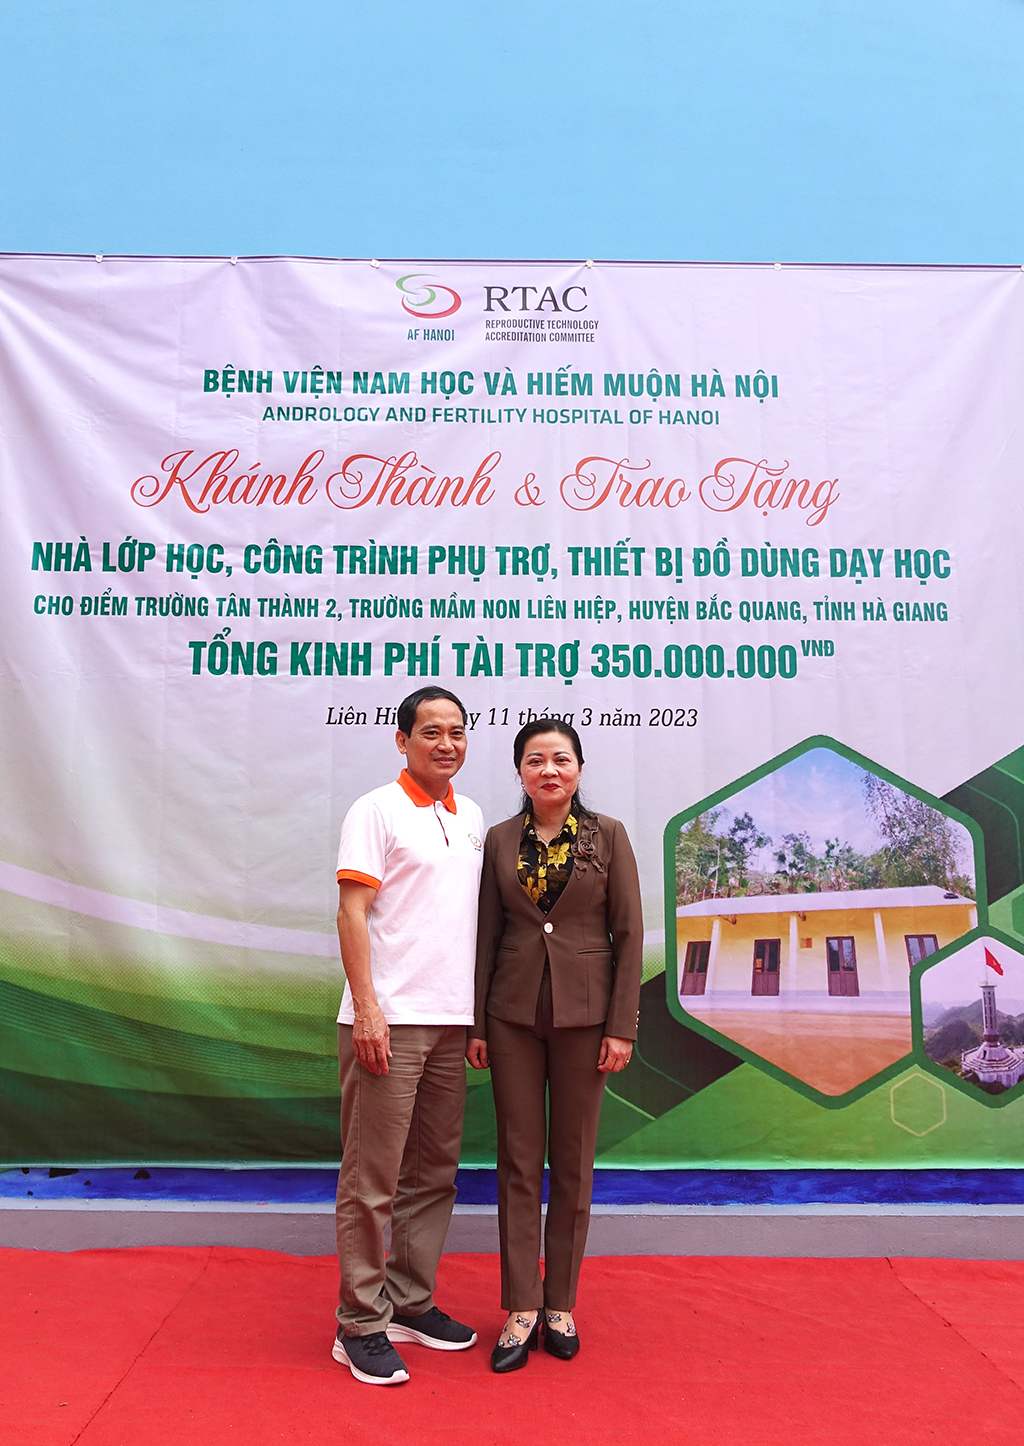 AF HANOI
RTAC
REPRODUCTIVE TECHNOLOGY
ACCREDITATION COMMITTEE
BỆNH VIỆN NAM HỌC VÀ HIẾM MUỘN HÀ NỘI
ANDROLOGY AND FERTILITY HOSPITAL OF HANOI
Khánh Thành & Trao Tặng
NHÀ LỚP HỌC, CÔNG TRÌNH PHỤ TRỢ, THIẾT BỊ ĐỒ DÙNG DẠY HỌC
CHO ĐIỂM TRƯỜNG TÂN THÀNH 2, TRƯỜNG MẦM NON LIÊN HIỆP, HUYỆN BẮC QUANG, TỈNH HÀ GIANG
TỔNG KINH PHÍ TÀI TRỢ 350.000.000 VNĐ
Liên 11 tháng 3 năm 2023